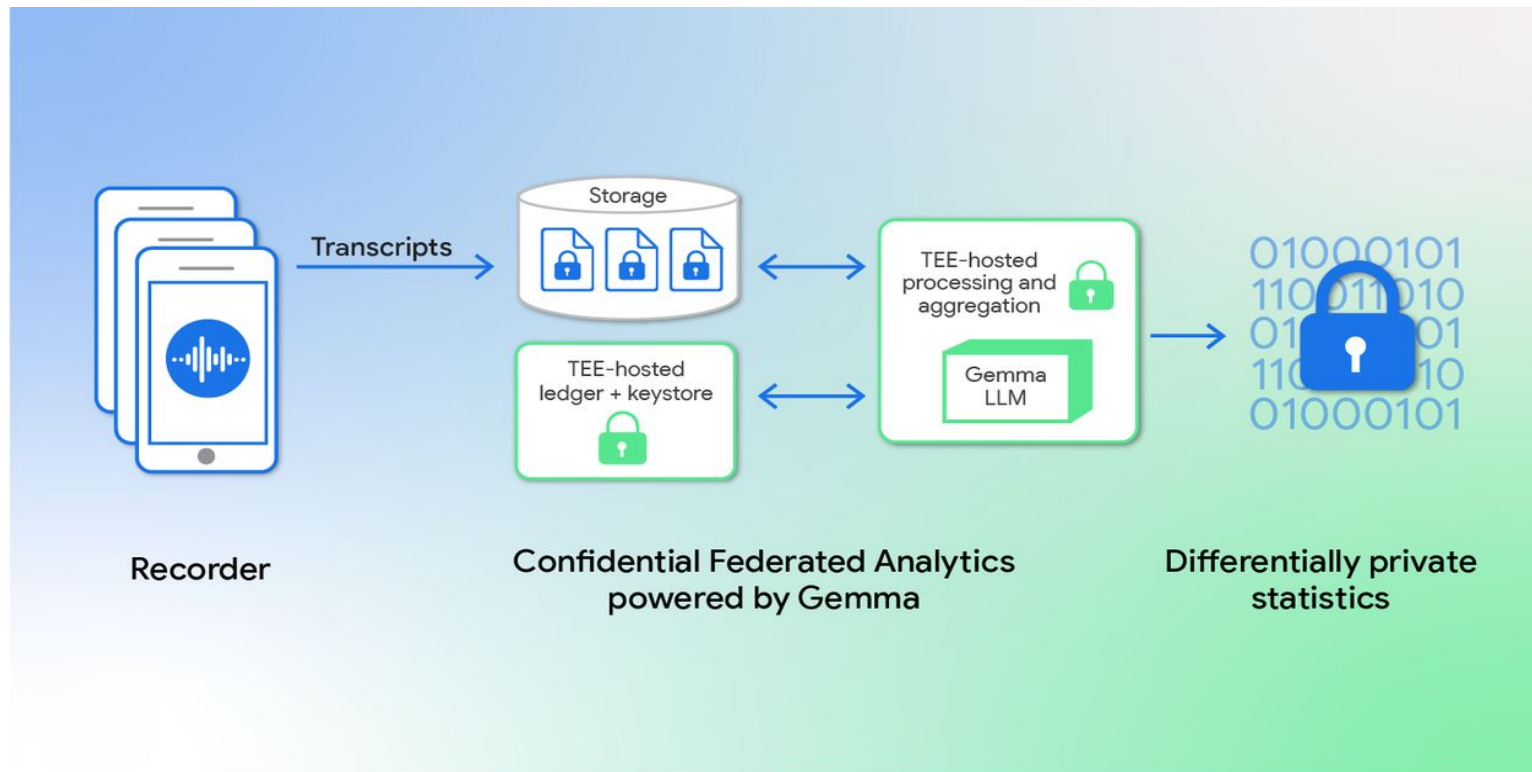 Transcripts
Storage
TEE-hosted
ledger + keystore
TEE-hosted
processing and
aggregation
Gemma
LLM
01000101
110011010
01 01
110 10
01000101
Recorder
Confidential Federated Analytics
powered by Gemma
Differentially private
statistics